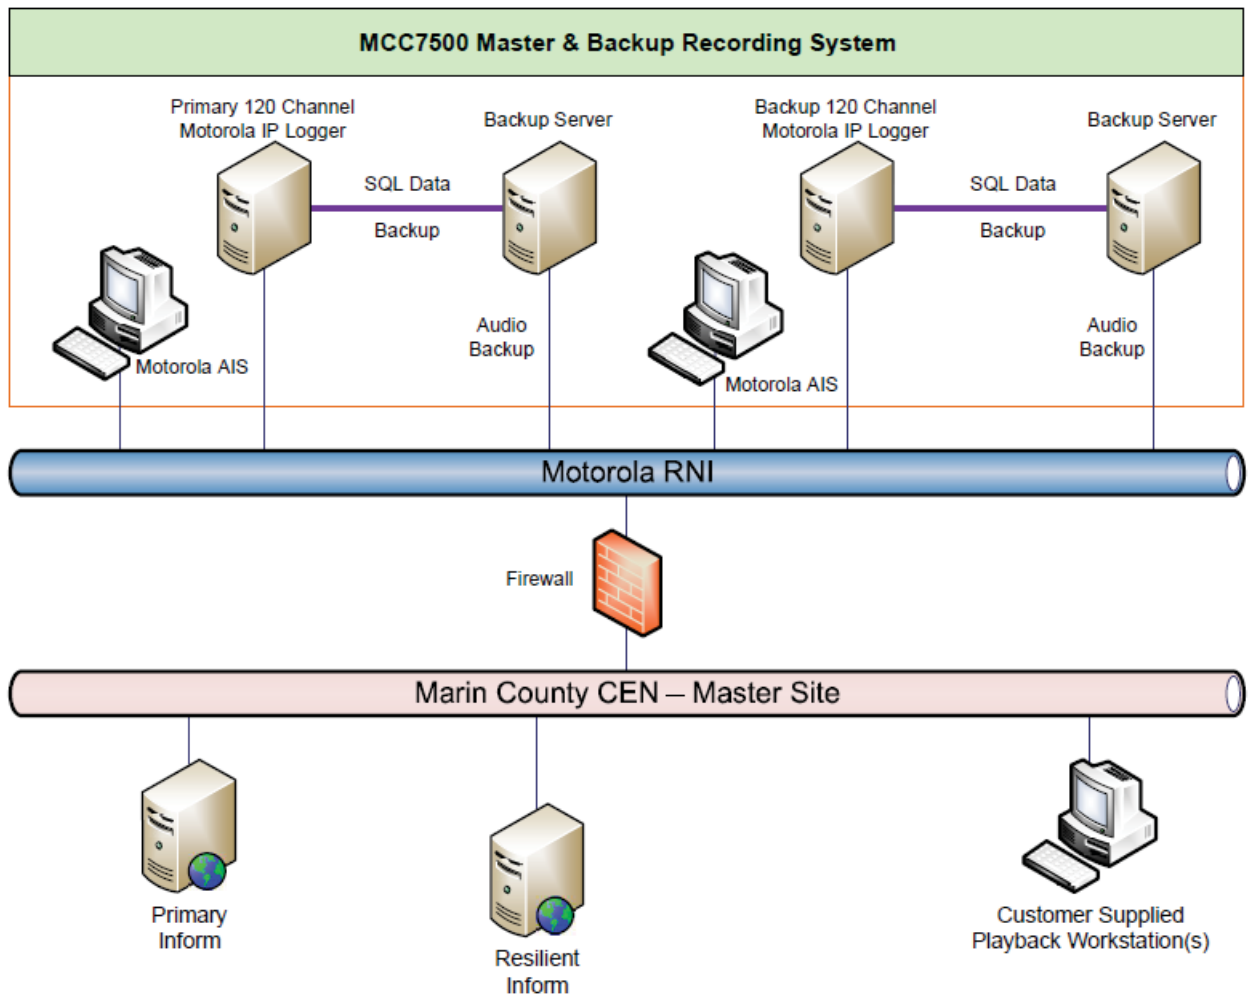 MCC7500 Master & Backup Recording System
Primary 120 Channel
Motorola IP Logger
Backup Server
Backup 120 Channel
Motorola IP Logger
Backup Server
SQL Data
Backup
SQL Data
Backup
Audio
Backup
Audio
Backup
Motorola AIS
Motorola AIS
Motorola RNI
Firewall
Marin County CEN – Master Site
Primary
Inform
Resilient
Inform
Customer Supplied
Playback Workstation(s)